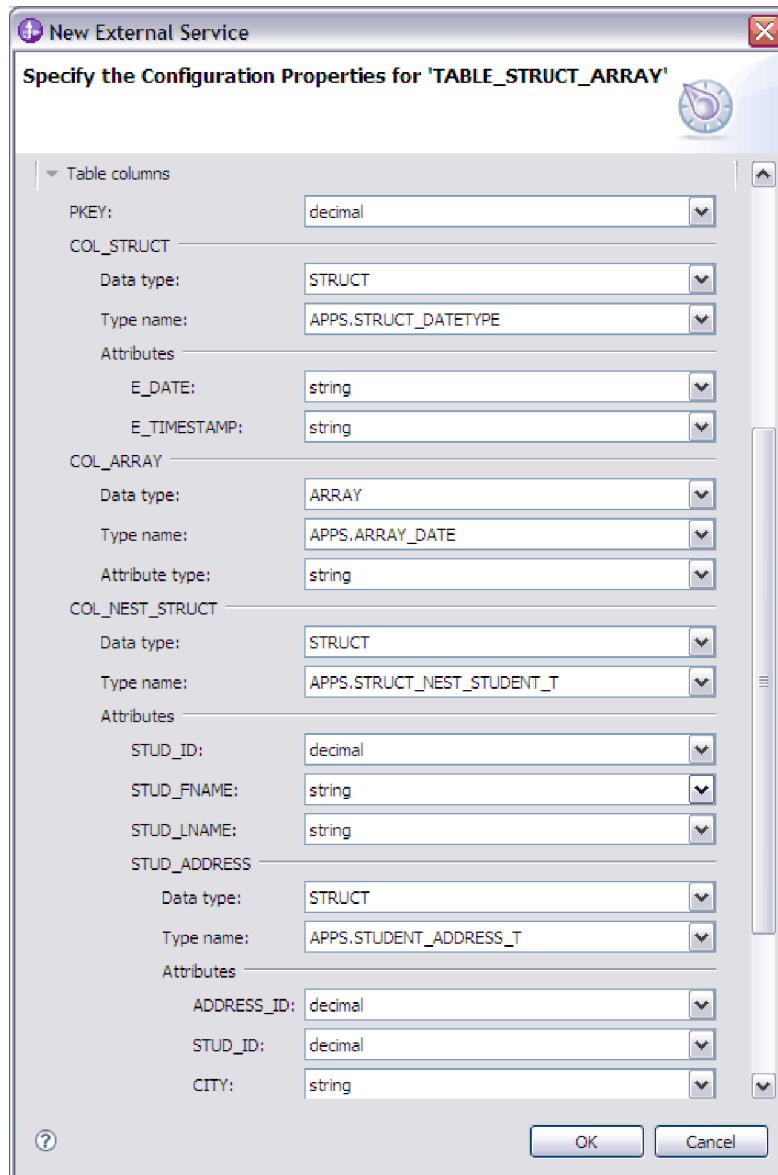 New External Service
Specify the Configuration Properties for 'TABLE_STRUCT_ARRAY'
Table columns
PKEY: decimal
COL_STRUCT
Data type: STRUCT
Type name: APPS.STRUCT_DATETYPE
Attributes
E_DATE: string
E_TIMESTAMP: string
COL_ARRAY
Data type: ARRAY
Type name: APPS.ARRAY_DATE
Attribute type: string
COL_NEST_STRUCT
Data type: STRUCT
Type name: APPS.STRUCT_NEST_STUDENT_T
Attributes
STUD_ID: decimal
STUD_FNAME: string
STUD_LNAME: string
STUD_ADDRESS
Data type: STRUCT
Type name: APPS.STUDENT_ADDRESS_T
Attributes
ADDRESS_ID: decimal
STUD_ID: decimal
CITY: string
? OK Cancel